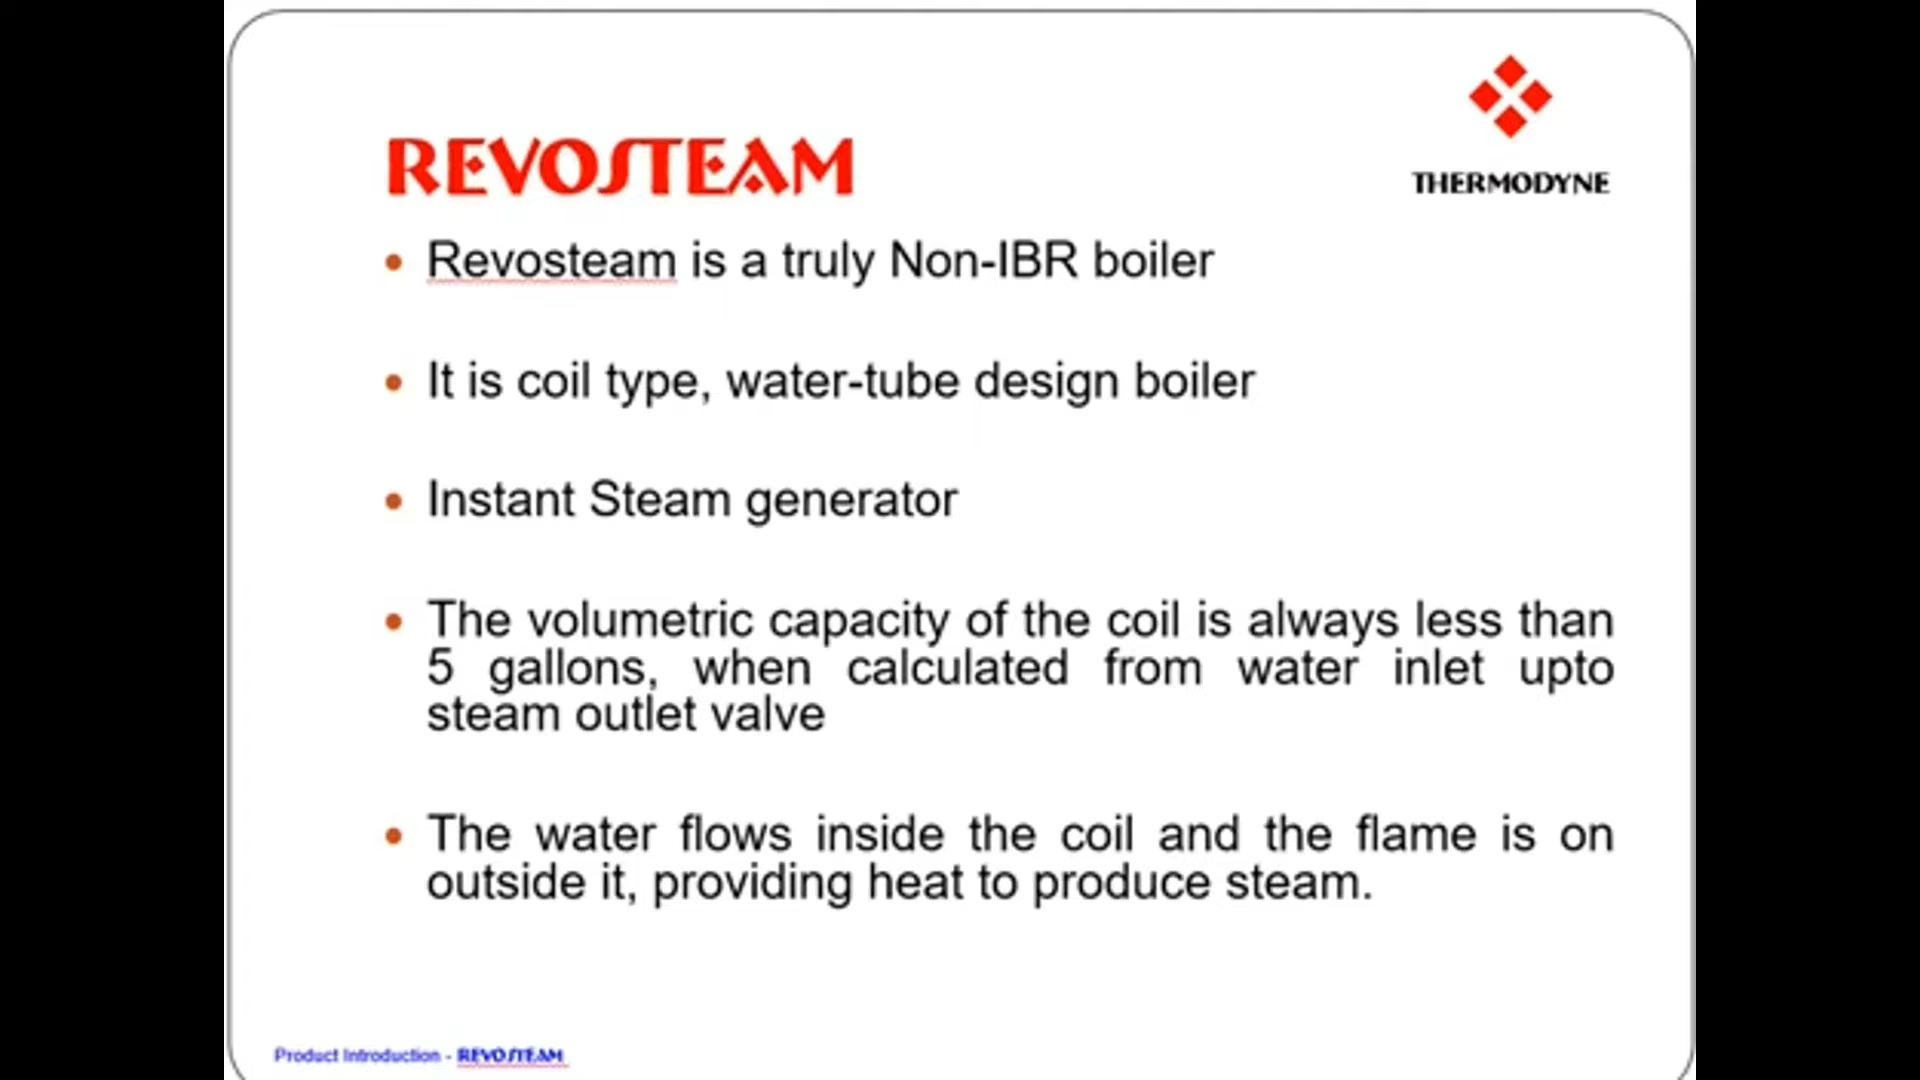 THERMODYNE
REVOSTEAM
• Revosteam is a truly Non-IBR boiler
• It is coil type, water-tube design boiler
• Instant Steam generator
• The volumetric capacity of the coil is always less than
5 gallons, when calculated from water inlet upto
steam outlet valve
• The water flows inside the coil and the flame is on
outside it, providing heat to produce steam.
Product Introduction - REVOSTEAM